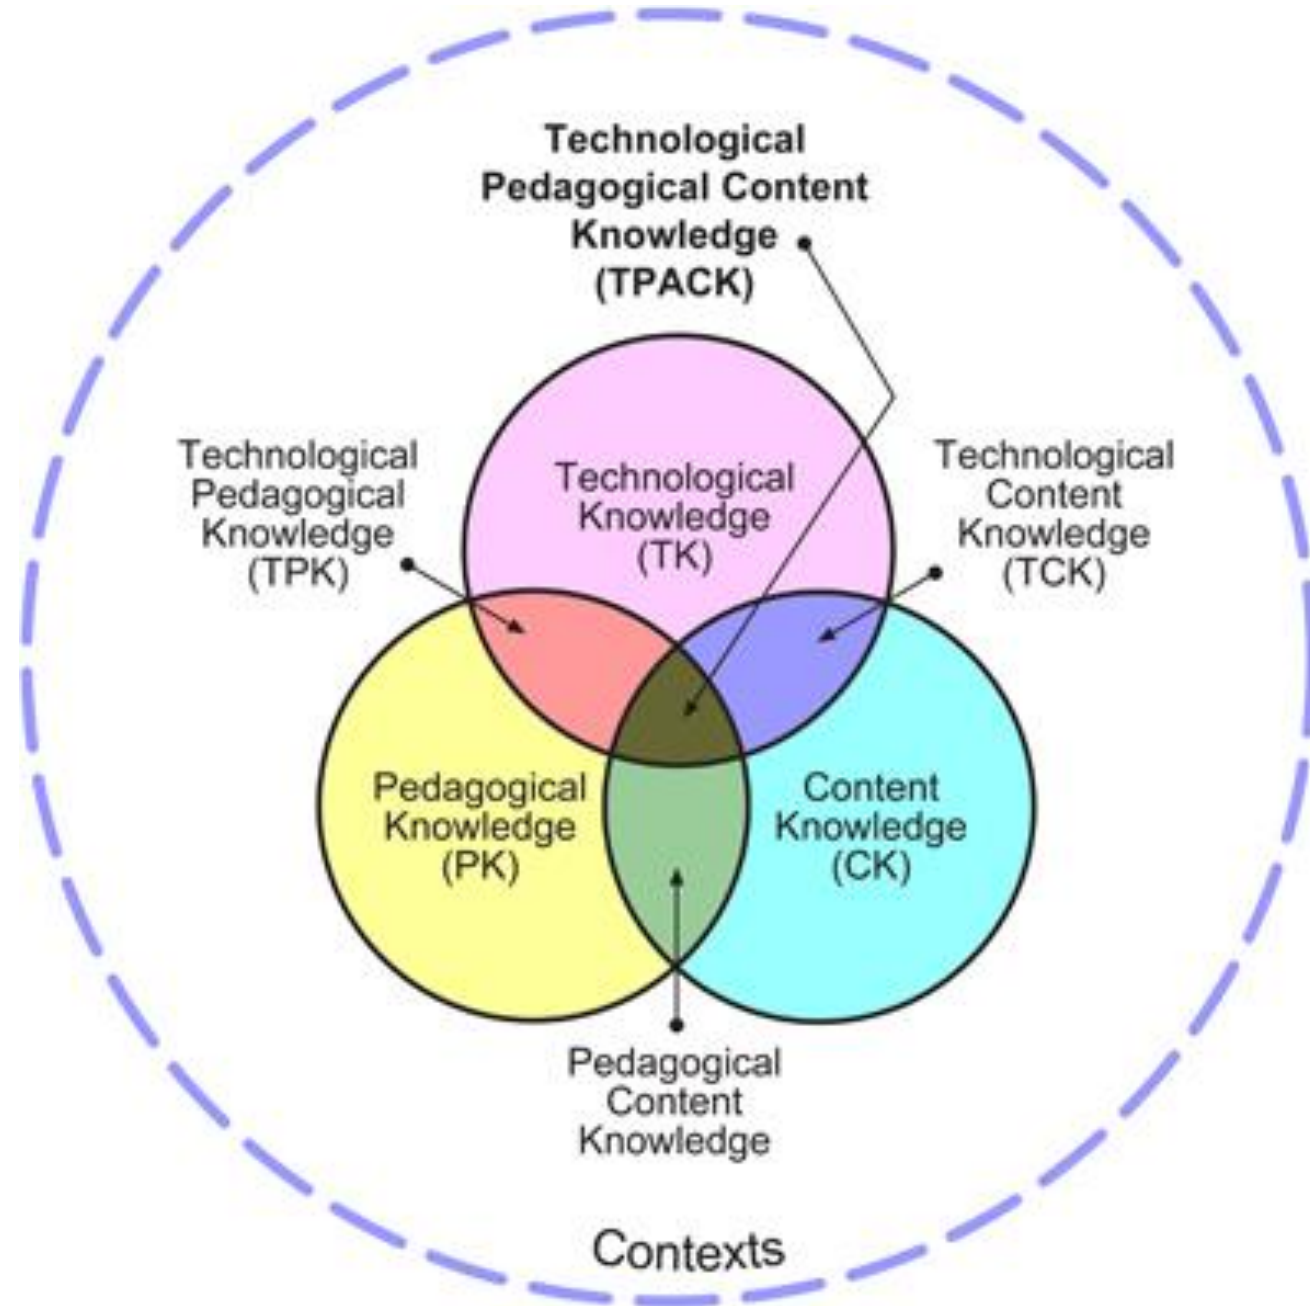 Technological
Pedagogical Content
Knowledge
(TPACK)
Technological
Pedagogical
Knowledge
(TPK)
Technological
Knowledge
(TK)
Technological
Content
Knowledge
(TCK)
Pedagogical
Knowledge
(PK)
Content
Knowledge
(CK)
Pedagogical
Content
Knowledge
Contexts